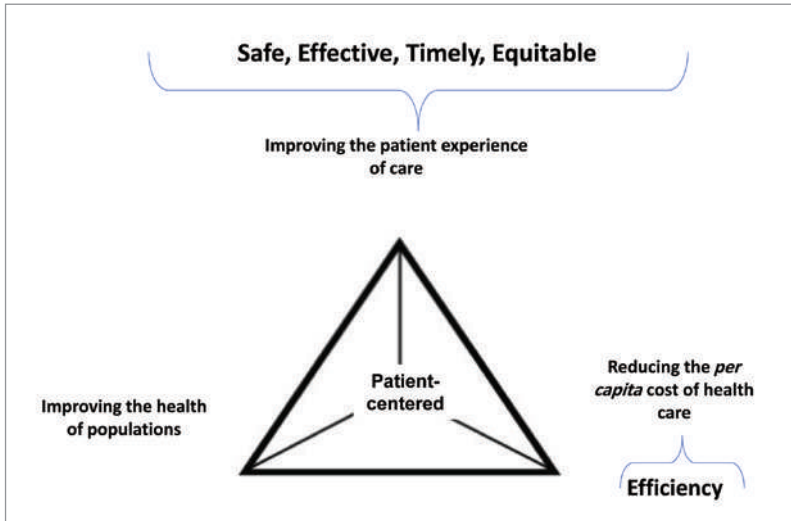 Safe, Effective, Timely, Equitable
Improving the patient experience
of care
Patient-
centered
Improving the health
of populations
Reducing the per
capita cost of health
care
Efficiency